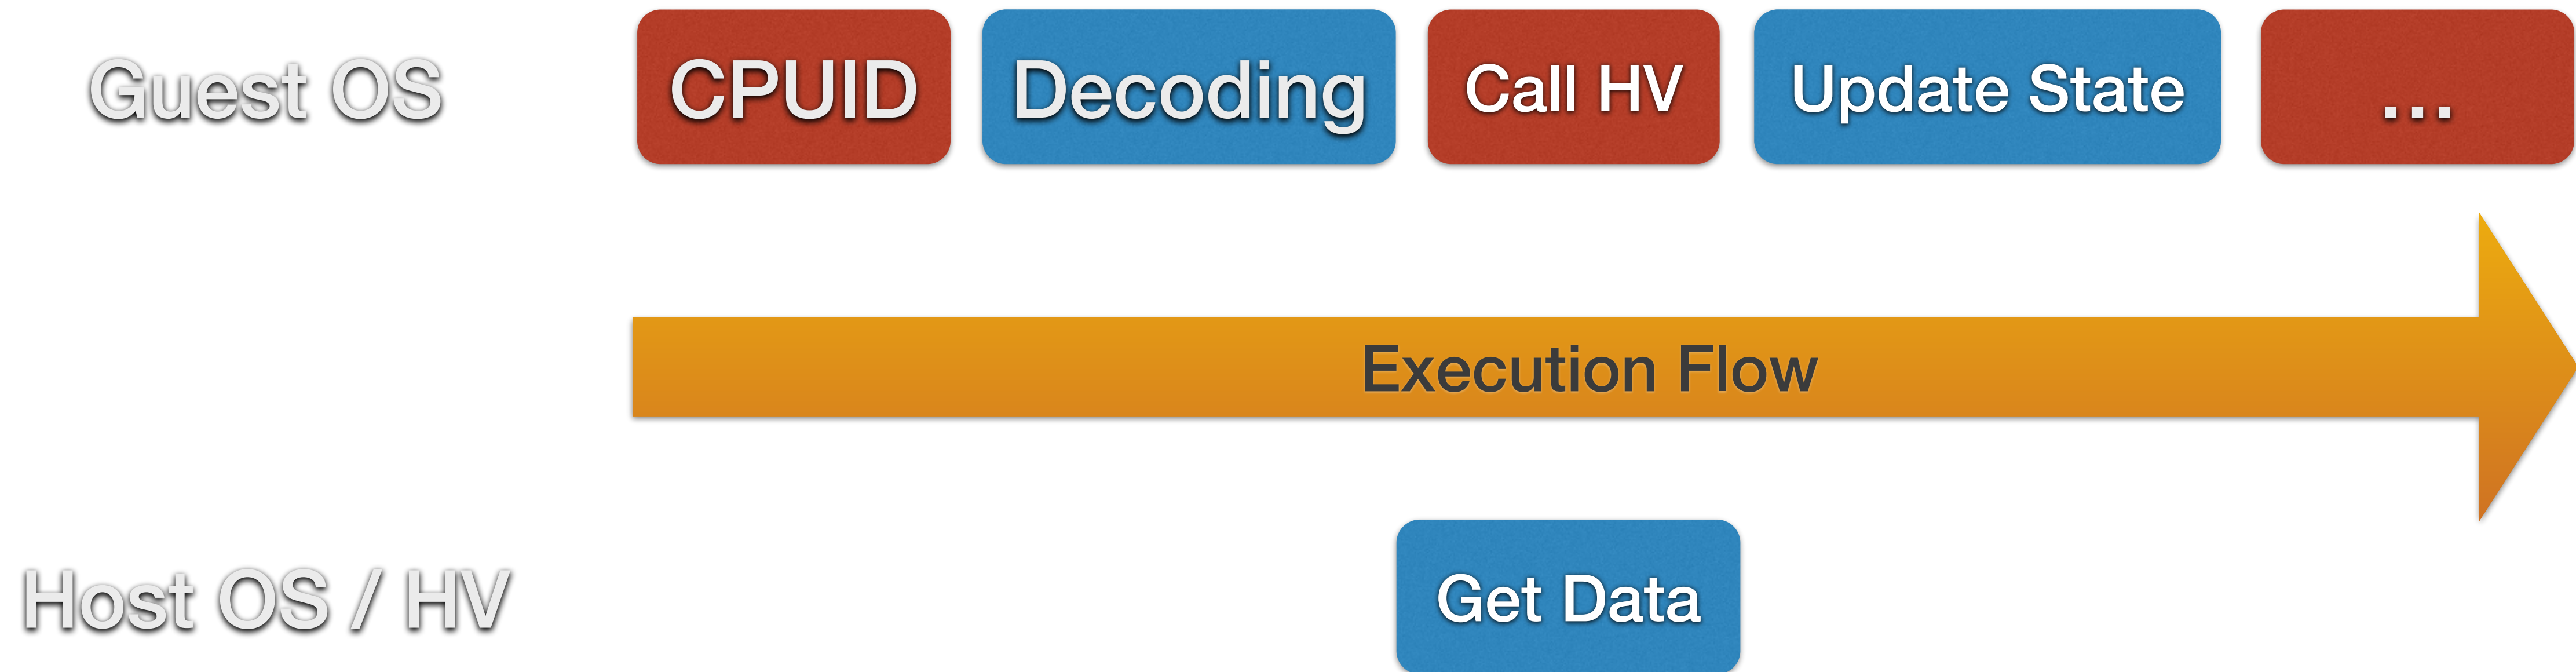 Guest OS
CPUID
Decoding
Call HV
Update State
...
Execution Flow
Host OS / HV
Get Data